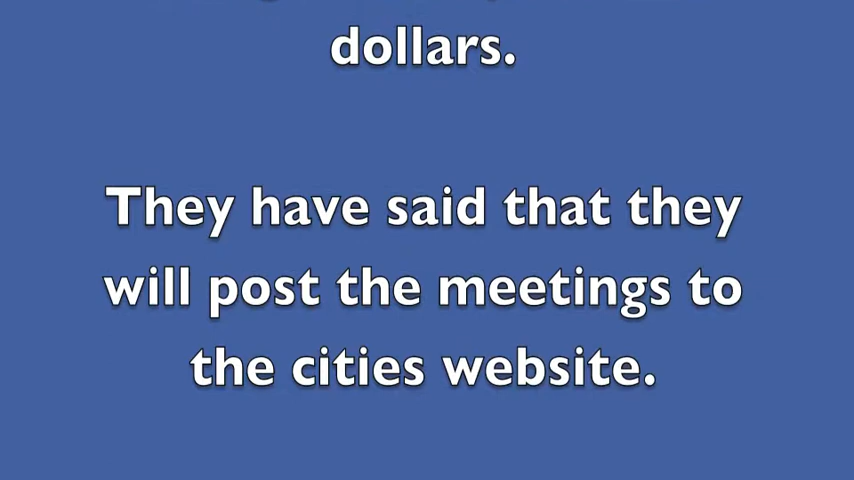 dollars.
They have said that they
will post the meetings to
the cities website.